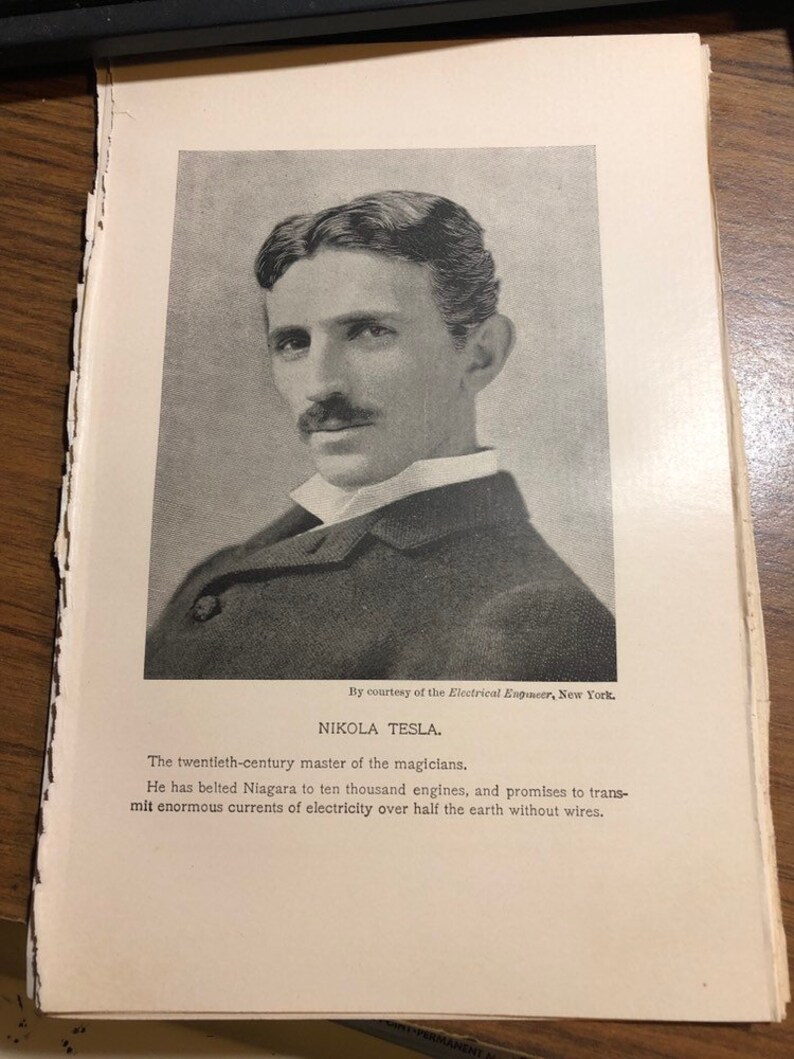 By courtesy of the Electrical Engineer, New York.
NIKOLA TESLA.
The twentieth-century master of the magicians.
He has belted Niagara to ten thousand engines, and promises to trans-
mit enormous currents of electricity over half the earth without wires.
POINT-PERMANENT